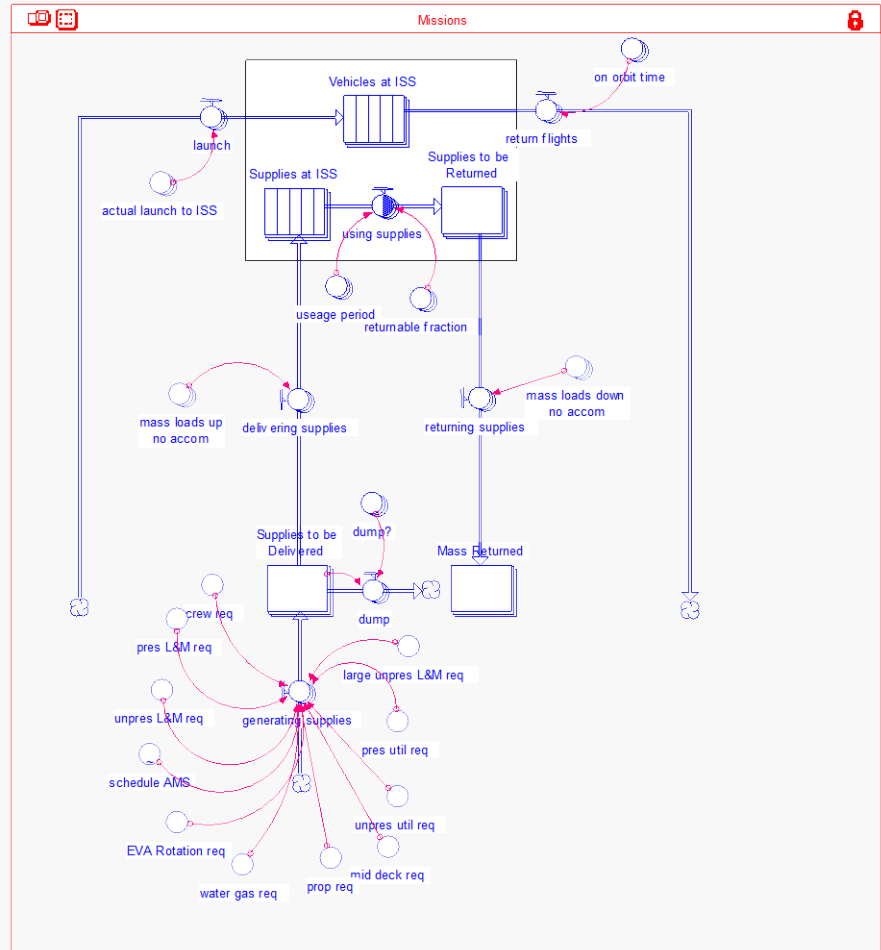 Missions
on orbit time
Vehicles at ISS
launch
return flights
Supplies to be
Returned
Supplies at ISS
actual launch to ISS
using supplies
useage period
returnable fraction
mass loads up
no accom
delivering supplies
returning supplies
mass loads down
no accom
Supplies to be
Delivered
dump?
Mass Returned
crew req
dump
pres L&M req
large unpres L&M req
unpres L&M req
generating supplies
pres util req
schedule AMS
unpres util req
EVA Rotation req
mid deck req
water gas req
prop req